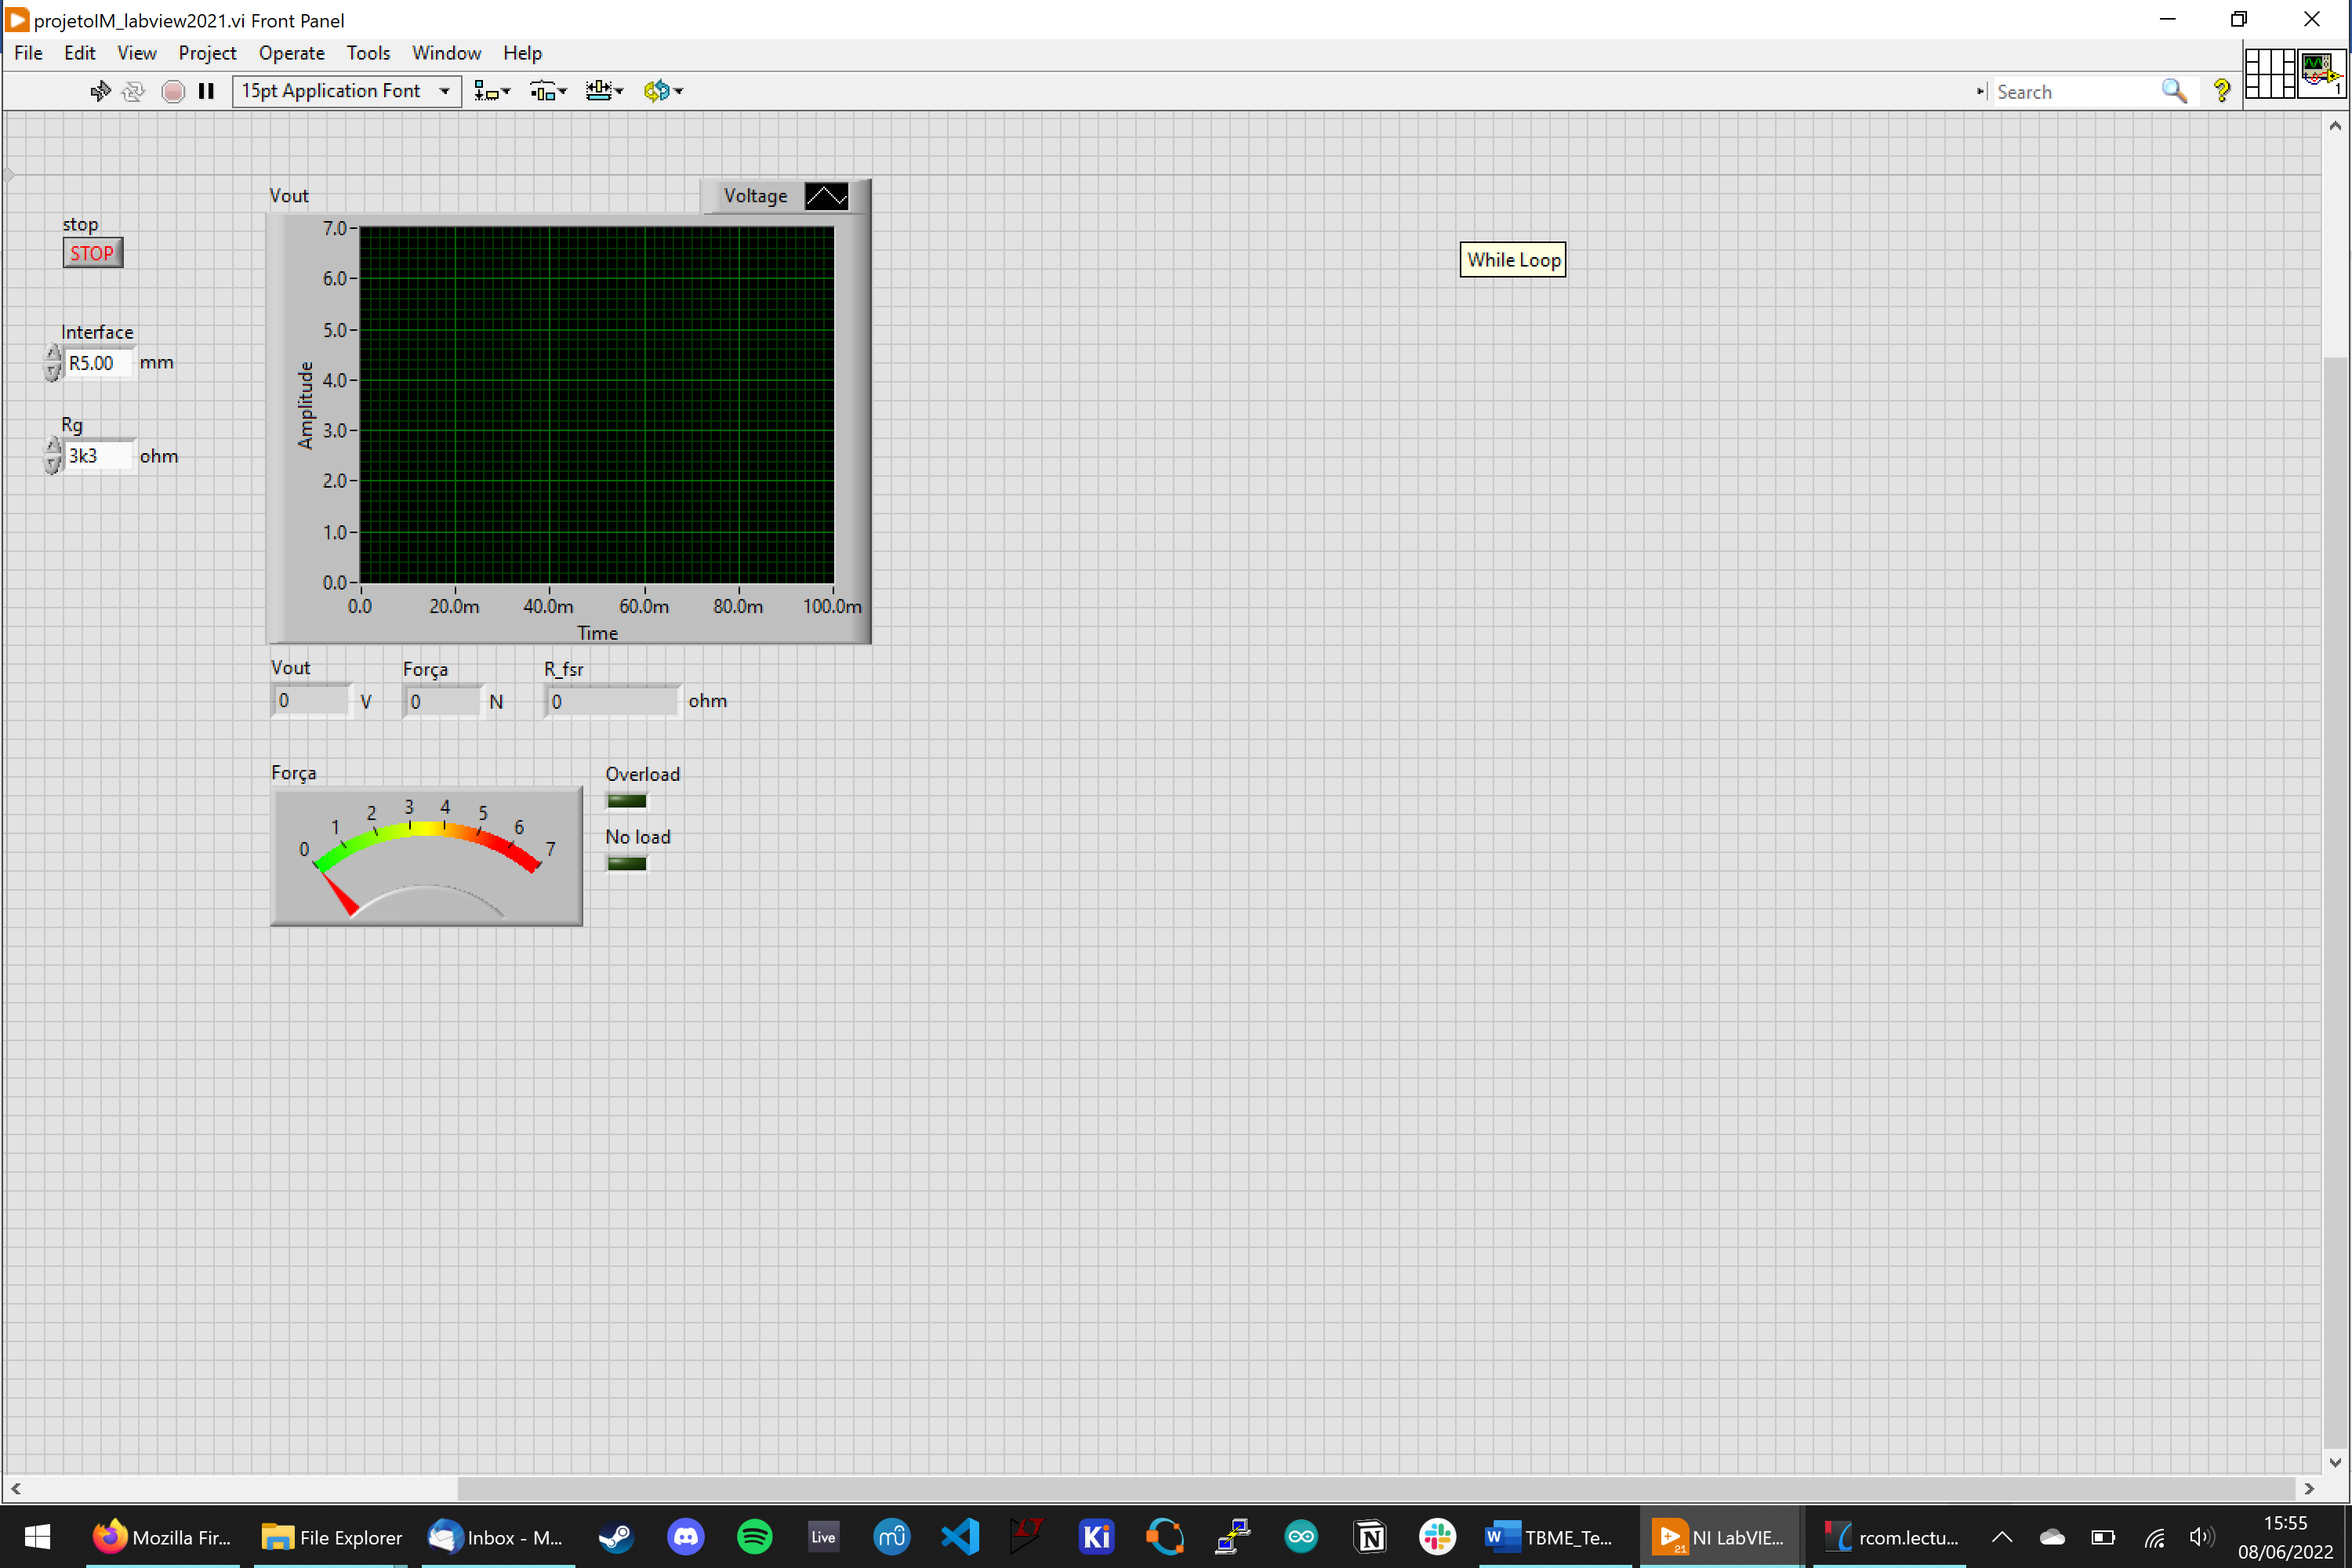 projetoIM_labview2021.vi Front Panel
File Edit View Project Operate Tools Window Help
15pt Application Font
Search
1
Vout
Voltage
stop
STOP
While Loop
Interface
R5.00 mm
Rg
3k3 ohm
Amplitude
7.0
6.0
5.0
4.0
3.0
2.0
1.0
0.0
0.0 20.0m 40.0m 60.0m 80.0m 100.0m
Time
Vout Força R_fsr
0 V 0 N 0 ohm
Força
0 1 2 3 4 5 6 7
Overload
No load
Mozilla Fir... File Explorer Inbox - M... Live mü Ki N W TBME_Te... 21 NI LabVIE... rcom.lectu...
15:55
08/06/2022